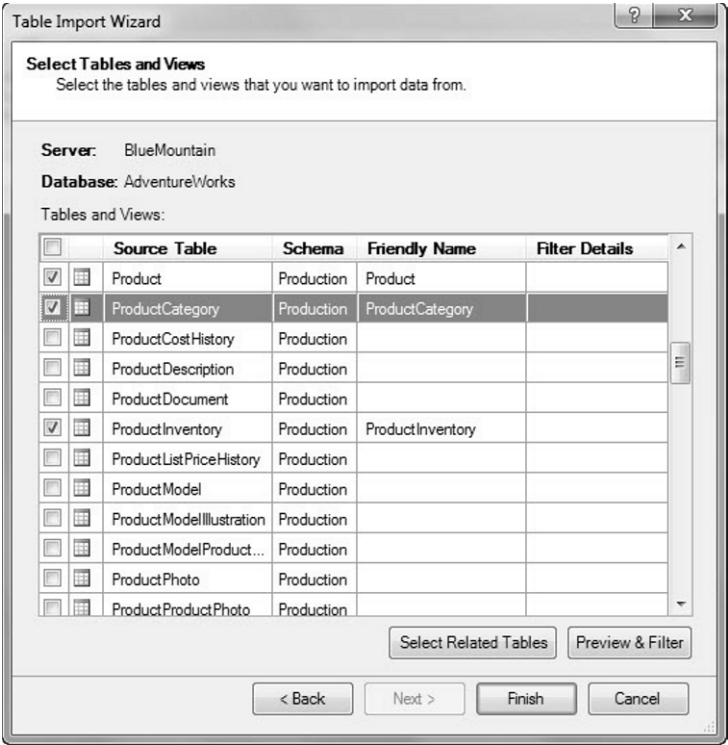 Table Import Wizard
Select Tables and Views
Select the tables and views that you want to import data from.
Server: BlueMountain
Database: AdventureWorks
Tables and Views:
Source Table Schema Friendly Name Filter Details
Product Production Product
ProductCategory Production ProductCategory
ProductCostHistory Production
ProductDescription Production
ProductDocument Production
ProductInventory Production ProductInventory
ProductListPriceHistory Production
ProductModel Production
ProductModelIllustration Production
ProductModelProduct... Production
ProductPhoto Production
ProductProductPhoto Production
Select Related Tables Preview & Filter
< Back Next > Finish Cancel